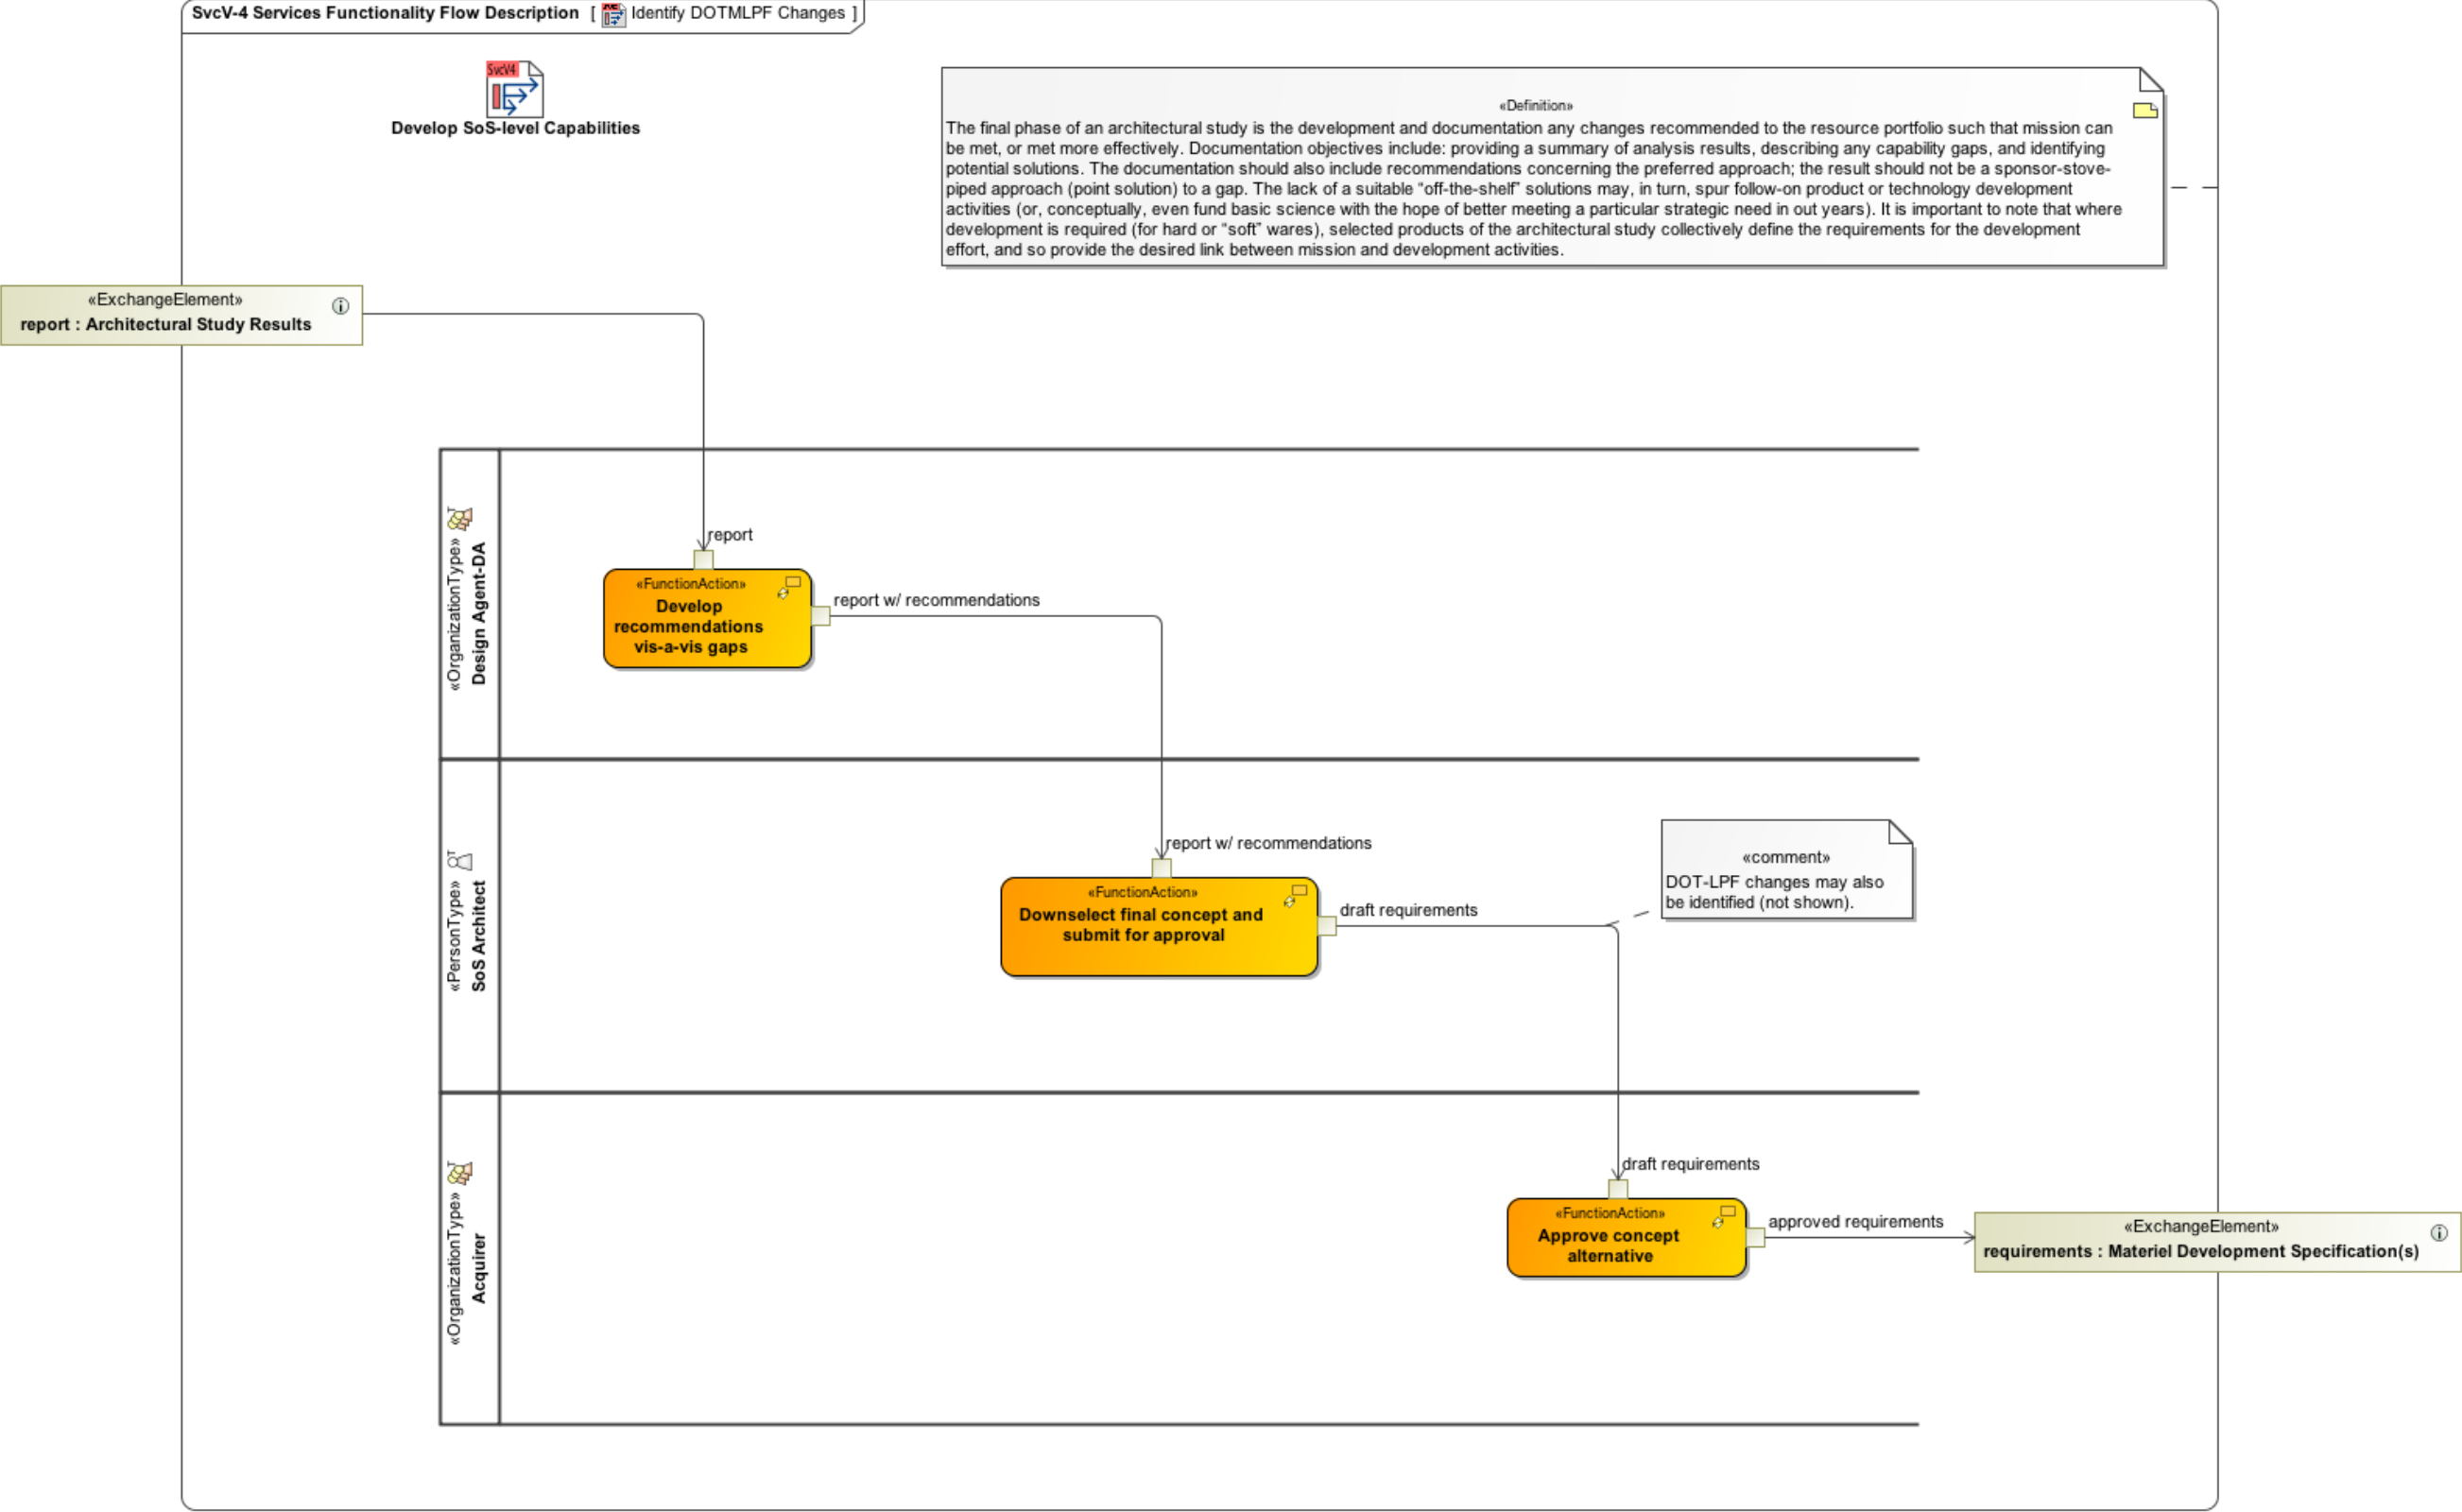 SvcV-4 Services Functionality Flow Description [ Identify DOTMLPF Changes ]
SvcV4
Develop SoS-level Capabilities
«Definition»
The final phase of an architectural study is the development and documentation any changes recommended to the resource portfolio such that mission can
be met, or met more effectively. Documentation objectives include: providing a summary of analysis results, describing any capability gaps, and identifying
potential solutions. The documentation should also include recommendations concerning the preferred approach; the result should not be a sponsor-stove-
piped approach (point solution) to a gap. The lack of a suitable “off-the-shelf” solutions may, in turn, spur follow-on product or technology development
activities (or, conceptually, even fund basic science with the hope of better meeting a particular strategic need in out years). It is important to note that where
development is required (for hard or “soft” wares), selected products of the architectural study collectively define the requirements for the development
effort, and so provide the desired link between mission and development activities.
«ExchangeElement»
report : Architectural Study Results
«OrganizationType»
Design Agent-DA
report
«FunctionAction»
Develop
recommendations
vis-a-vis gaps
report w/ recommendations
«PersonType»
SoS Architect
report w/ recommendations
«FunctionAction»
Downselect final concept and
submit for approval
draft requirements
«comment»
DOT-LPF changes may also
be identified (not shown).
«OrganizationType»
Acquirer
draft requirements
«FunctionAction»
Approve concept
alternative
approved requirements
«ExchangeElement»
requirements : Materiel Development Specification(s)